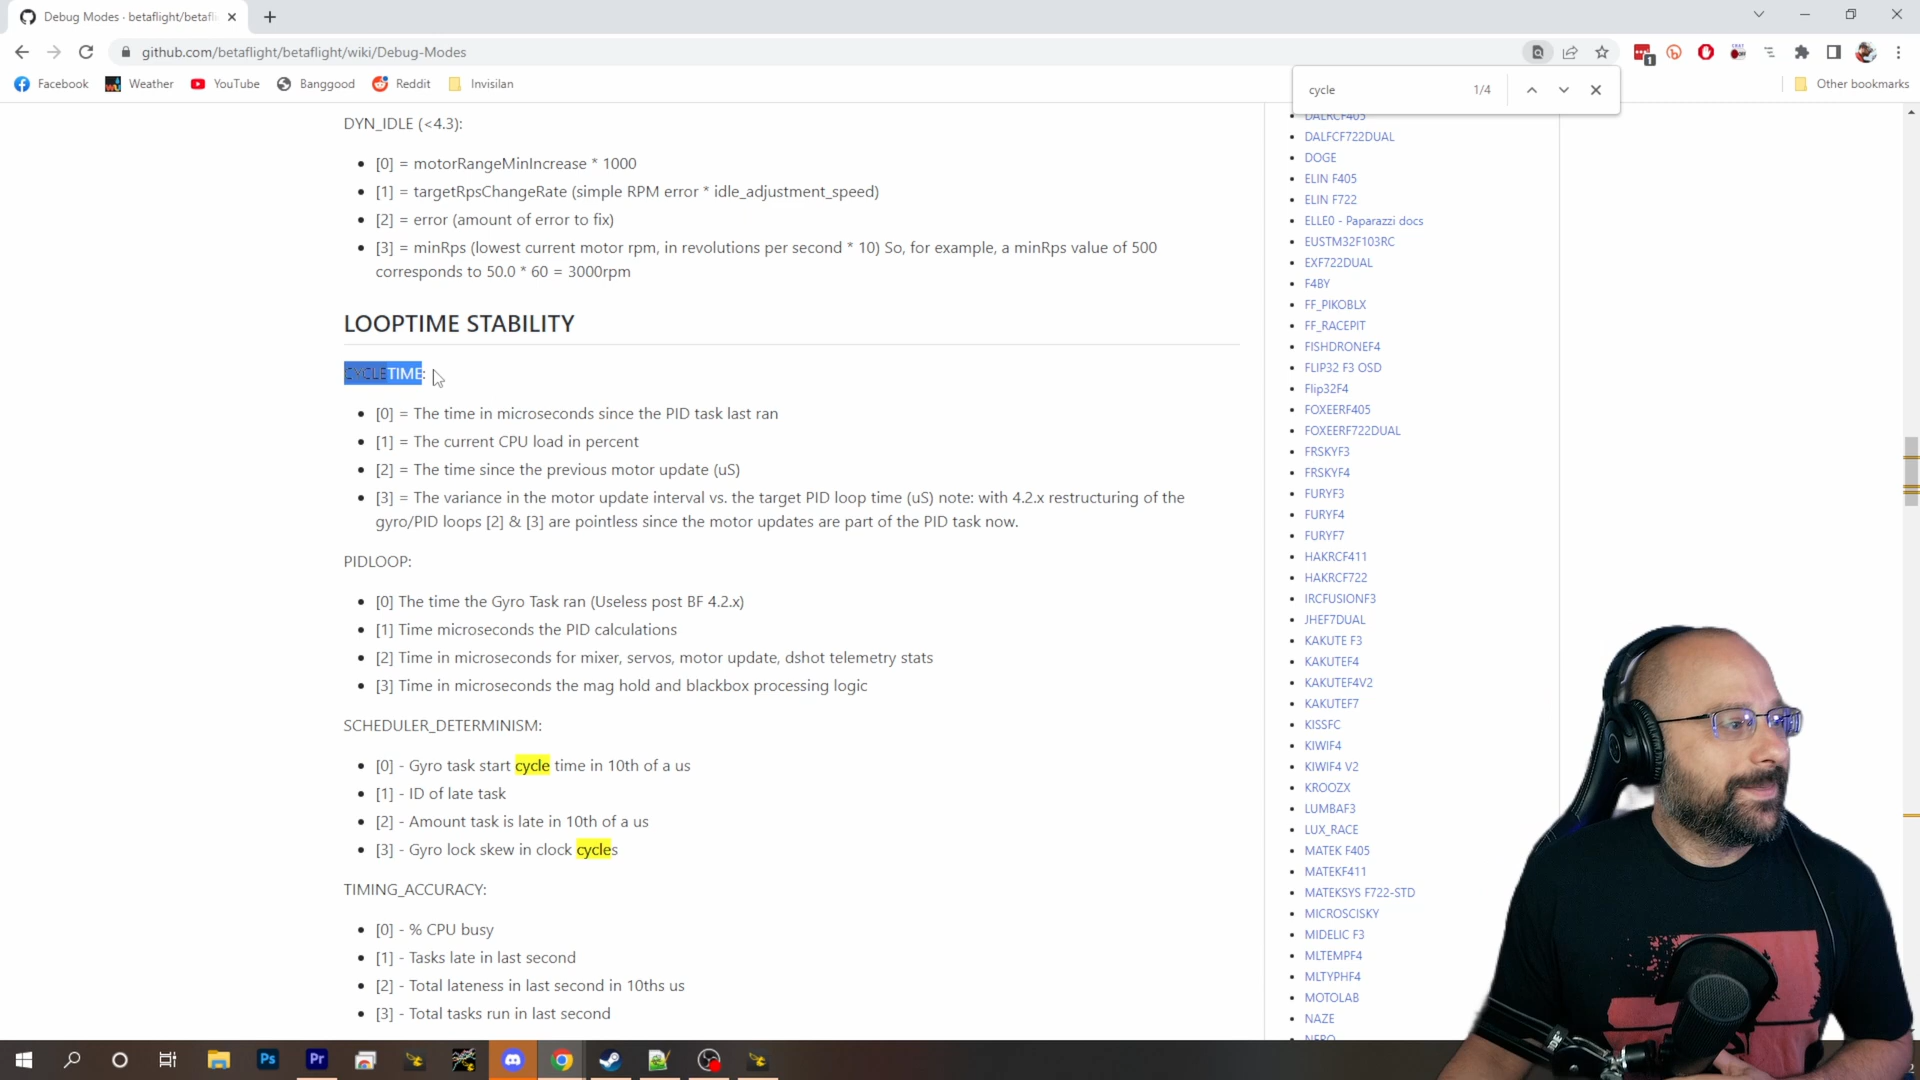 Debug Modes · betaflight/betafli
github.com/betaflight/betaflight/wiki/Debug-Modes
Facebook Weather YouTube Banggood Reddit Invisilan
Other bookmarks
cycle 1/4
DYN_IDLE (<4.3):
[0] = motorRangeMinIncrease * 1000
[1] = targetRpsChangeRate (simple RPM error * idle_adjustment_speed)
[2] = error (amount of error to fix)
[3] = minRps (lowest current motor rpm, in revolutions per second * 10) So, for example, a minRps value of 500
corresponds to 50.0 * 60 = 3000rpm
LOOPTIME STABILITY
CYCLETIME:
[0] = The time in microseconds since the PID task last ran
[1] = The current CPU load in percent
[2] = The time since the previous motor update (uS)
[3] = The variance in the motor update interval vs. the target PID loop time (uS) note: with 4.2.x restructuring of the
gyro/PID loops [2] & [3] are pointless since the motor updates are part of the PID task now.
PIDLOOP:
[0] The time the Gyro Task ran (Useless post BF 4.2.x)
[1] Time microseconds the PID calculations
[2] Time in microseconds for mixer, servos, motor update, dshot telemetry stats
[3] Time in microseconds the mag hold and blackbox processing logic
SCHEDULER_DETERMINISM:
[0] - Gyro task start cycle time in 10th of a us
[1] - ID of late task
[2] - Amount task is late in 10th of a us
[3] - Gyro lock skew in clock cycles
TIMING_ACCURACY:
[0] - % CPU busy
[1] - Tasks late in last second
[2] - Total lateness in last second in 10ths us
[3] - Total tasks run in last second
DALRCF405
DALFCF722DUAL
DOGE
ELIN F405
ELIN F722
ELLE0 - Paparazzi docs
EUSTM32F103RC
EXF722DUAL
F4BY
FF_PIKOBLX
FF_RACEPIT
FISHDRONEF4
FLIP32 F3 OSD
Flip32F4
FOXEERF405
FOXEERF722DUAL
FRSKYF3
FRSKYF4
FURYF3
FURYF4
FURYF7
HAKRCF411
HAKRCF722
IRCFUSIONF3
JHEF7DUAL
KAKUTE F3
KAKUTEF4
KAKUTEF4V2
KAKUTEF7
KISSFC
KIWIF4
KIWIF4 V2
KROOZX
LUMBAF3
LUX_RACE
MATEK F405
MATEKF411
MATEKSYS F722-STD
MICROSCISKY
MIDELIC F3
MLTEMPF4
MLTYPHF4
MOTOLAB
NAZE
NERO
Ps Pr